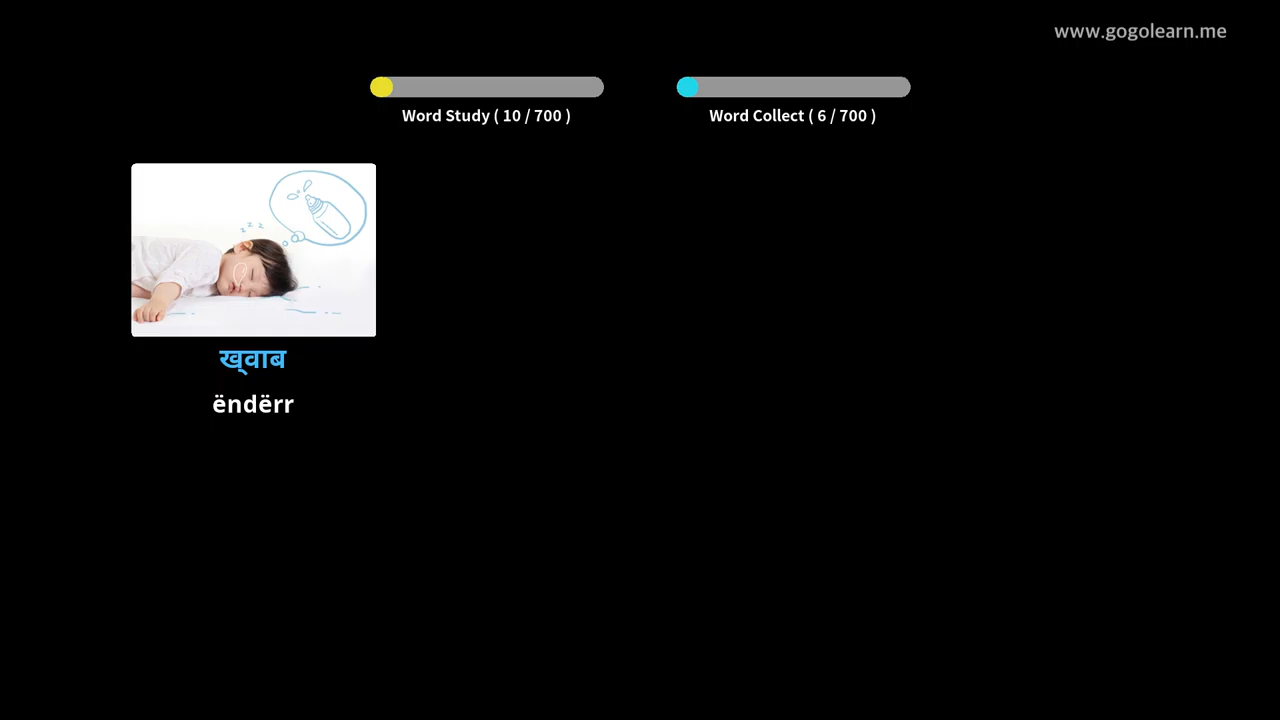 www.gogolearn.me
Word Study ( 10 / 700 )
Word Collect ( 6 / 700 )
z z z
ख्वाब
ëndërr